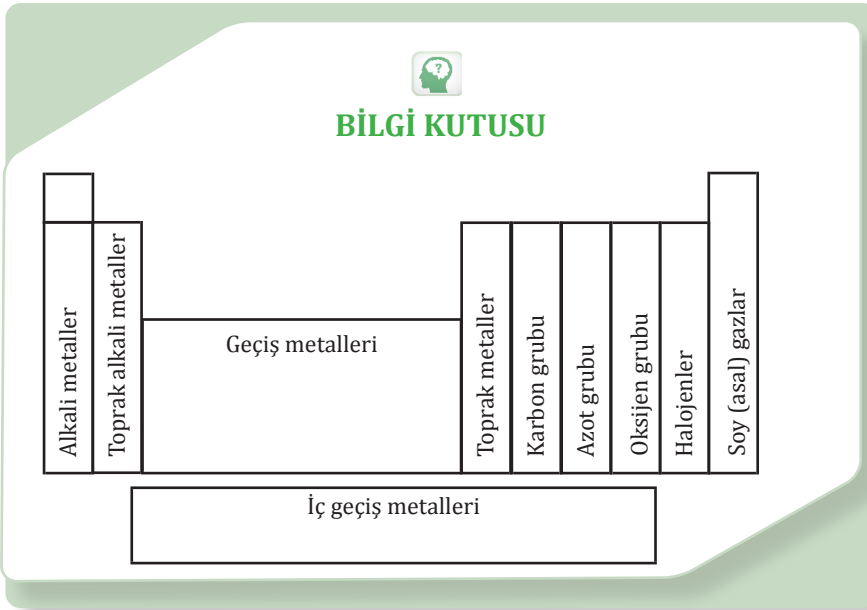 ?
BİLGİ KUTUSU
Alkali metaller
Toprak alkali metaller
Geçiş metalleri
Toprak metaller
Karbon grubu
Azot grubu
Oksijen grubu
Halojenler
Soy (asal) gazlar
İç geçiş metalleri